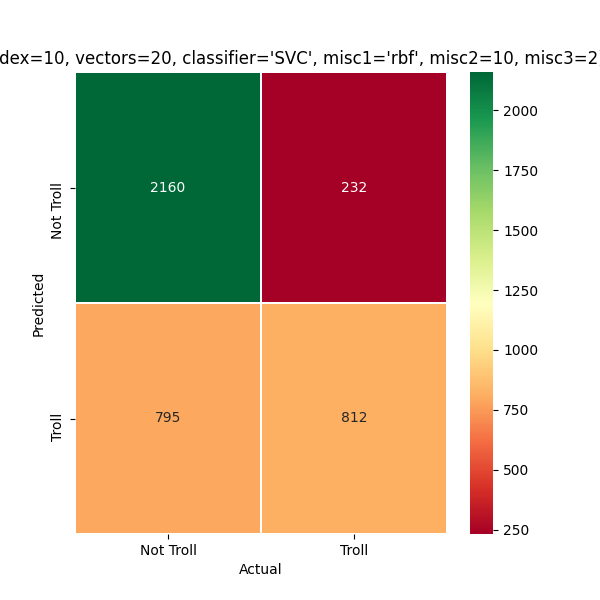 dex=10, vectors=20, classifier='SVC', misc1='rbf', misc2=10, misc3=2
2160 232
795 812
Not Troll
Troll
Predicted
Not Troll Troll
Actual
2000
1750
1500
1250
1000
750
500
250